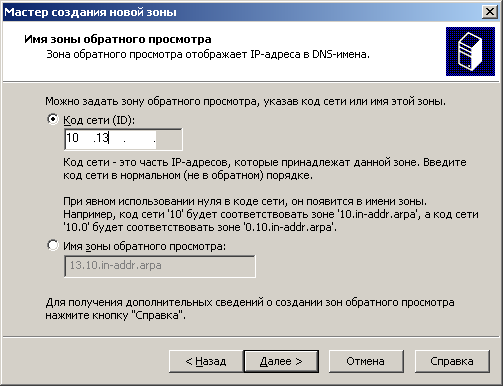 Мастер создания новой зоны
Имя зоны обратного просмотра
Зона обратного просмотра отображает IP-адреса в DNS-имена.
Можно задать зону обратного просмотра, указав код сети или имя этой зоны.
Код сети (ID):
10 .13 . .
Код сети - это часть IP-адресов, которые принадлежат данной зоне. Введите
код сети в нормальном (не в обратном) порядке.
При явном использовании нуля в коде сети, он появится в имени зоны.
Например, код сети '10' будет соответствовать зоне '10.in-addr.arpa', а код сети
'10.0' будет соответствовать зоне '0.10.in-addr.arpa'.
Имя зоны обратного просмотра:
13.10.in-addr.arpa
Для получения дополнительных сведений о создании зон обратного просмотра
нажмите кнопку "Справка".
< Назад Далее > Отмена Справка